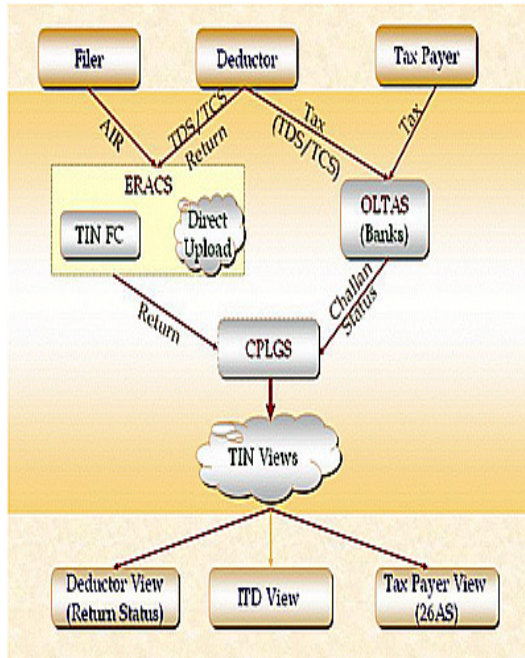 Filer
Deductor
Tax Payer
AIR
TDS/TCS
Return
Tax
(TDS/TCS)
Tax
ERACS
TIN FC
Direct
Upload
OLTAS
(Banks)
Return
Challan
Status
CPLGS
TIN Views
Deductor View
(Return Status)
ITD View
Tax Payer View
(26AS)